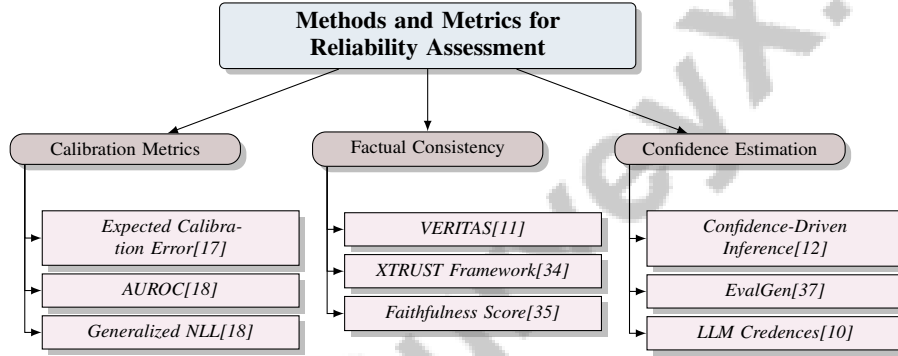 Methods and Metrics for
Reliability Assessment
Calibration Metrics
Factual Consistency
Confidence Estimation
Expected Calibra-
tion Error[17]
AUROC[18]
Generalized NLL[18]
VERITAS[11]
XTRUST Framework[34]
Faithfulness Score[35]
Confidence-Driven
Inference[12]
EvalGen[37]
LLM Credences[10]